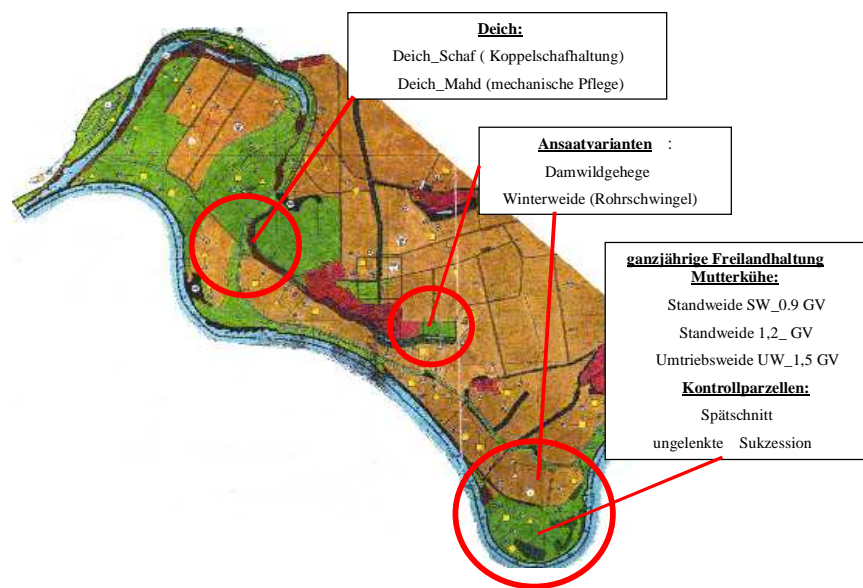 Deich:
Deich_Schaf ( Koppelschafhaltung)
Deich_Mahd (mechanische Pflege)
Ansaatvarianten :
Damwildgehege
Winterweide (Rohrschwingel)
ganzjährige Freilandhaltung
Mutterkühe:
Standweide SW_0.9 GV
Standweide 1,2_ GV
Umtriebsweide UW_1,5 GV
Kontrollparzellen:
Spätschnitt
ungelenkte Sukzession